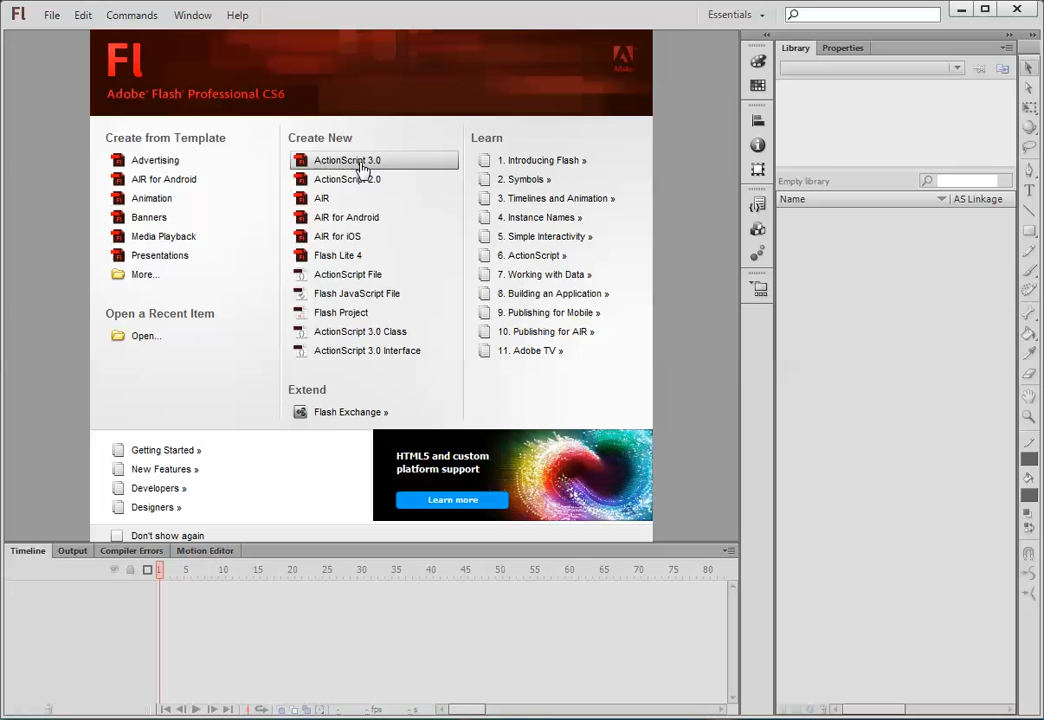 Fl File Edit Commands Window Help Essentials
Fl
Adobe® Flash® Professional CS6
Adobe
Create from Template
Advertising
AIR for Android
Animation
Banners
Media Playback
Presentations
More...
Open a Recent Item
Open...
Create New
ActionScript 3.0
ActionScript 2.0
AIR
AIR for Android
AIR for iOS
Flash Lite 4
ActionScript File
Flash JavaScript File
Flash Project
ActionScript 3.0 Class
ActionScript 3.0 Interface
Extend
Flash Exchange »
Learn
1. Introducing Flash »
2. Symbols »
3. Timelines and Animation »
4. Instance Names »
5. Simple Interactivity »
6. ActionScript »
7. Working with Data »
8. Building an Application »
9. Publishing for Mobile »
10. Publishing for AIR »
11. Adobe TV »
Getting Started »
New Features »
Developers »
Designers »
HTML5 and custom
platform support
Learn more
Don't show again
Library Properties
Empty library
Name AS Linkage
Timeline Output Compiler Errors Motion Editor
1 5 10 15 20 25 30 35 40 45 50 55 60 65 70 75 80
- fps - s